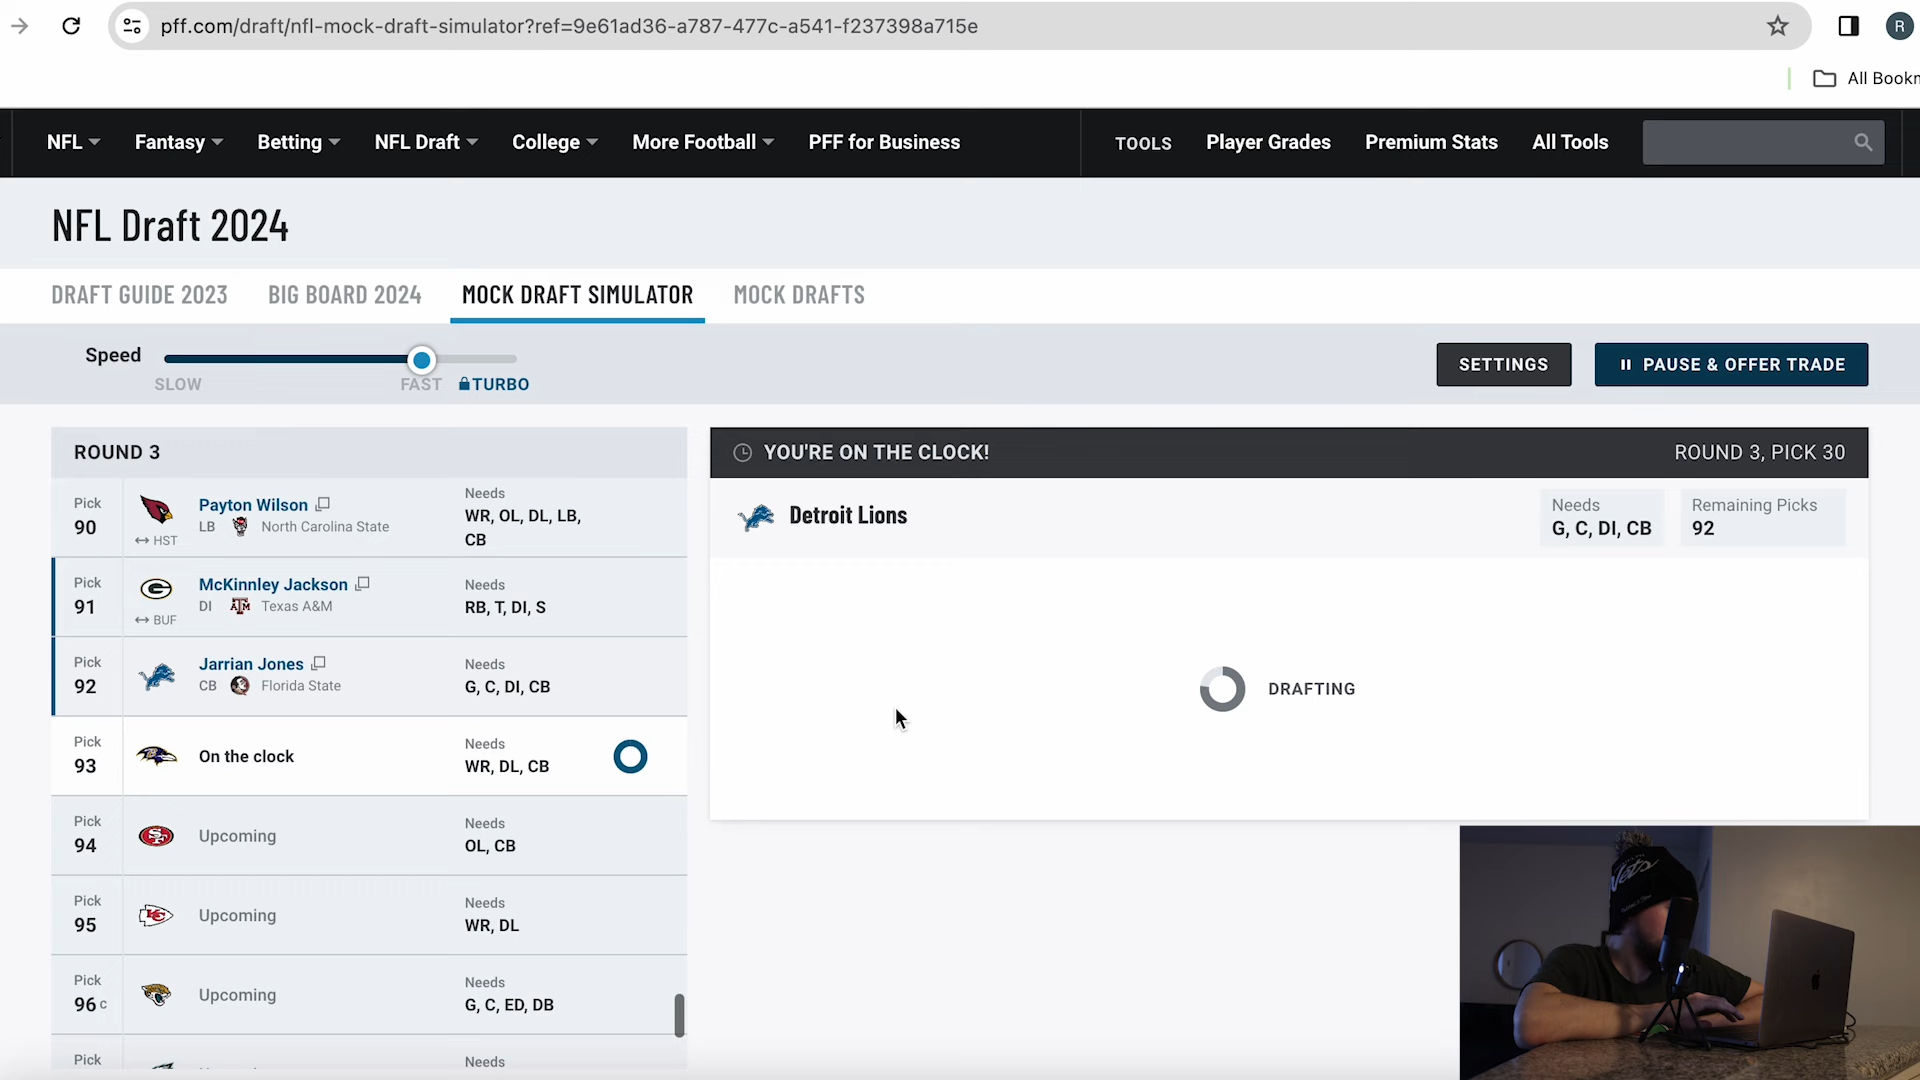 pff.com/draft/nfl-mock-draft-simulator?ref=9e61ad36-a787-477c-a541-f237398a715e
R
All Bookm
NFL Fantasy Betting NFL Draft College More Football PFF for Business TOOLS Player Grades Premium Stats All Tools
NFL Draft 2024
DRAFT GUIDE 2023 BIG BOARD 2024 MOCK DRAFT SIMULATOR MOCK DRAFTS
Speed
SLOW FAST TURBO
SETTINGS PAUSE & OFFER TRADE
ROUND 3
Pick 90
HST
Payton Wilson
LB North Carolina State
Needs
WR, OL, DL, LB,
CB
Pick 91
BUF
McKinnley Jackson
DI Texas A&M
Needs
RB, T, DI, S
Pick 92
Jarrian Jones
CB Florida State
Needs
G, C, DI, CB
Pick 93
On the clock
Needs
WR, DL, CB
Pick 94
Upcoming
Needs
OL, CB
Pick 95
Upcoming
Needs
WR, DL
Pick 96 C
Upcoming
Needs
G, C, ED, DB
Pick
Needs
YOU'RE ON THE CLOCK! ROUND 3, PICK 30
Detroit Lions
Needs
G, C, DI, CB
Remaining Picks
92
DRAFTING
Jets